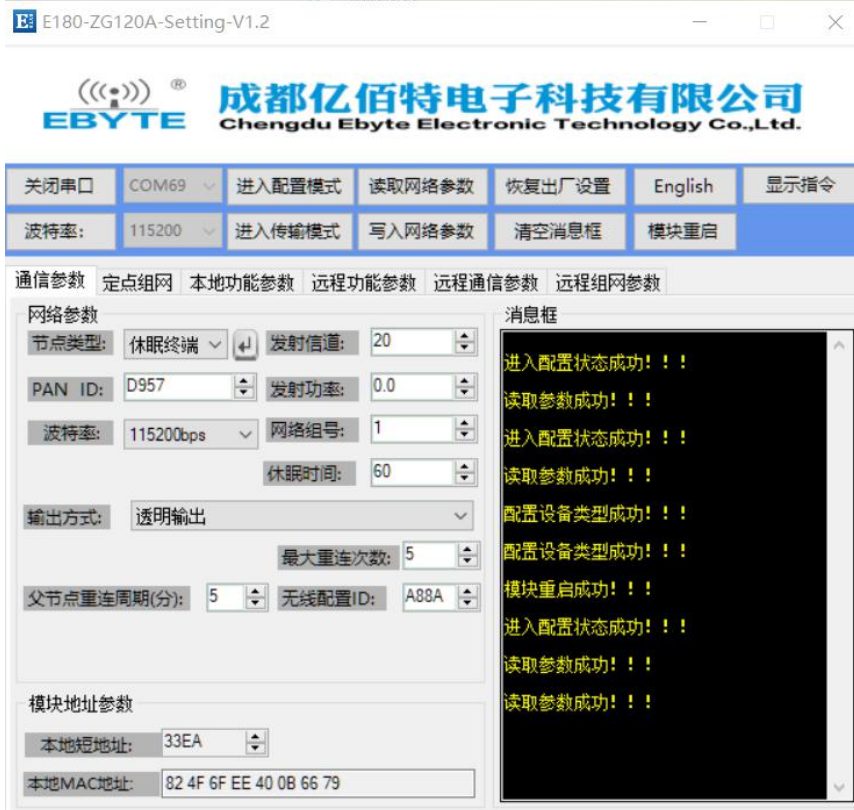 E180-ZG120A-Setting-V1.2
EBYTE ® 成都亿佰特电子科技有限公司
Chengdu Ebyte Electronic Technology Co.,Ltd.
关闭串口 COM69 进入配置模式 读取网络参数 恢复出厂设置 English 显示指令
波特率: 115200 进入传输模式 写入网络参数 清空消息框 模块重启
通信参数 定点组网 本地功能参数 远程功能参数 远程通信参数 远程组网参数
网络参数
节点类型: 休眠终端 发射信道: 20
PAN ID: D957 发射功率: 0.0
波特率: 115200bps 网络组号: 1
休眠时间: 60
输出方式: 透明输出
最大重连次数: 5
父节点重连周期(分): 5 无线配置ID: A88A
模块地址参数
本地短地址: 33EA
本地MAC地址: 82 4F 6F EE 40 0B 66 79
消息框
进入配置状态成功!!!
读取参数成功!!!
进入配置状态成功!!!
读取参数成功!!!
配置设备类型成功!!!
配置设备类型成功!!!
模块重启成功!!!
进入配置状态成功!!!
读取参数成功!!!
读取参数成功!!!